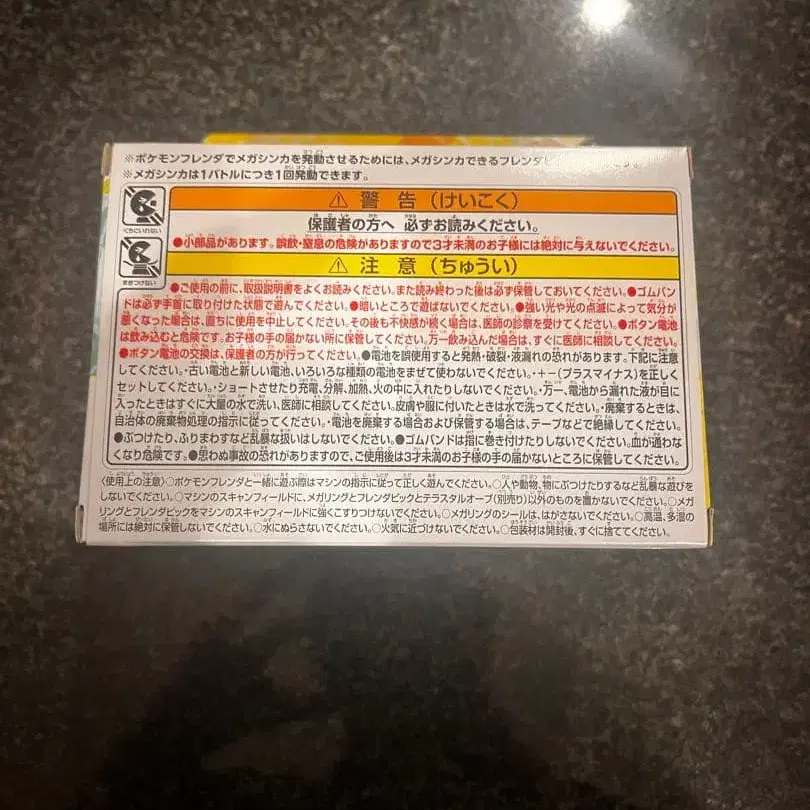 ※ポケモンフレンダでメガシンカを発動させるためには、メガシンカできるフレンダ
※メガシンカは1バトルにつき1回発動できます。
くちにいれない
⚠ 警告(けいこく)
保護者の方へ 必ずお読みください。
●小部品があります。誤飲・窒息の危険がありますので3才未満のお子様には絶対に与えないでください。
まきつけない
⚠ 注意(ちゅうい)
●ご使用の前に、取扱説明書をよくお読みください。また読み終わった後は必ず保管しておいてください。●ゴムバン
ドは必ず手首に取り付けた状態で遊んでください。●暗いところで遊ばないでください。●強い光や光の点滅によって気分が
悪くなった場合は、直ちに使用を中止してください。その後も不快感が続く場合は、医師の診察を受けてください。●ボタン電池
は飲み込むと危険です。お子様の手の届かない所に保管してください。万一飲み込んだ場合は、すぐに医師に相談してください。
●ボタン電池の交換は、保護者の方が行ってください。●電池を誤使用すると発熱・破裂・液漏れの恐れがあります。下記に注意
してください。・古い電池と新しい電池、いろいろな種類の電池をまぜて使わないでください。・+-(プラスマイナス)を正しく
セットしてください。・ショートさせたり充電、分解、加熱、火の中に入れたりしないでください。・万一、電池から漏れた液が目に
入ったときはすぐに大量の水で洗い、医師に相談してください。皮膚や服に付いたときは水で洗ってください。・廃棄するときは、
自治体の廃棄物処理の指示に従ってください。・電池を廃棄する場合および保管する場合は、テープなどで絶縁してください。
●ぶつけたり、ふりまわすなど乱暴な扱いはしないでください。●ゴムバンドは指に巻き付けたりしないでください。血が通わな
くなり危険です。●思わぬ事故の恐れがありますので、ご使用後は3才未満のお子様の手の届かないところに保管してください。
〈使用上の注意〉○ポケモンフレンダと一緒に遊ぶ際はマシンの指示に従って正しく遊んでください。○人や動物、物にぶつけたりするなど乱暴な遊びを
しないでください。○マシンのスキャンフィールドに、メガリングとフレンダピックとテラスタルオーブ(別売り)以外のものを置かないでください。○メガ
リングとフレンダピックをマシンのスキャンフィールドに強くこすりつけないでください。○メガリングのシールは、はがさないでください。○高温、多湿の
場所には絶対に保管しないでください。○水にぬらさないでください。○火気に近づけないでください。○包装材は開封後、すぐに捨ててください。